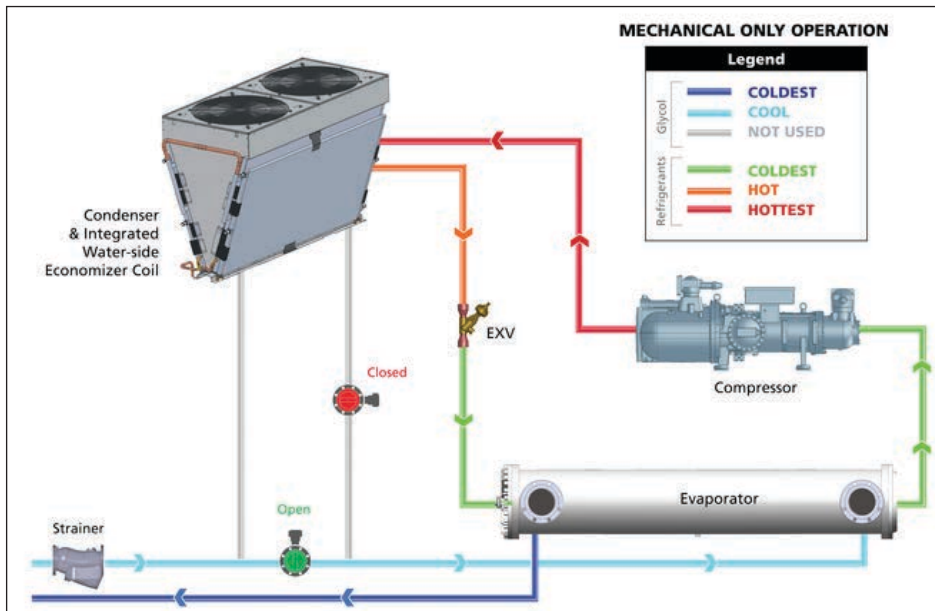 MECHANICAL ONLY OPERATION
Legend
Glycol
COLDEST
COOL
NOT USED
Refrigerants
COLDEST
HOT
HOTTEST
Condenser
& Integrated
Water-side
Economizer Coil
EXV
Compressor
Closed
Evaporator
Open
Strainer